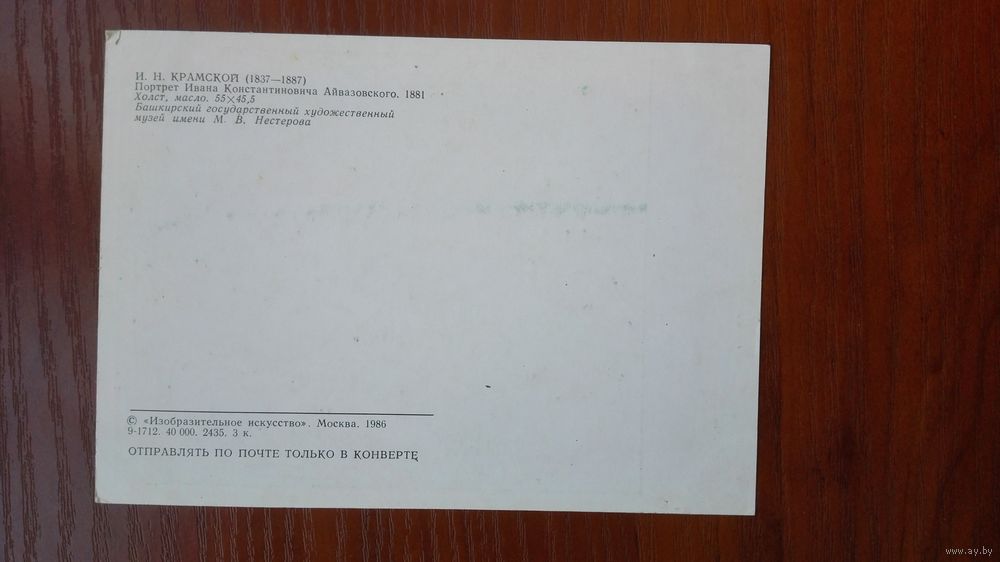 И. Н. КРАМСКОЙ (1837—1887)
Портрет Ивана Константиновича Айвазовского. 1881
Холст, масло. 55×45,5
Башкирский государственный художественный
музей имени М. В. Нестерова
© «Изобразительное искусство». Москва. 1986
9-1712. 40 000. 2435. 3 к.
ОТПРАВЛЯТЬ ПО ПОЧТЕ ТОЛЬКО В КОНВЕРТЕ
www.ay.by